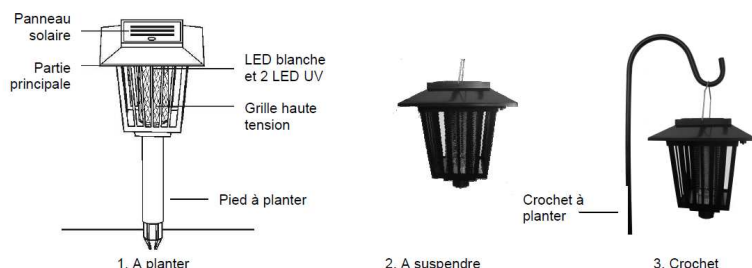 Panneau
solaire
Partie
principale
LED blanche
et 2 LED UV
Grille haute
tension
Pied à planter
Crochet à
planter
1. A planter
2. A suspendre
3. Crochet